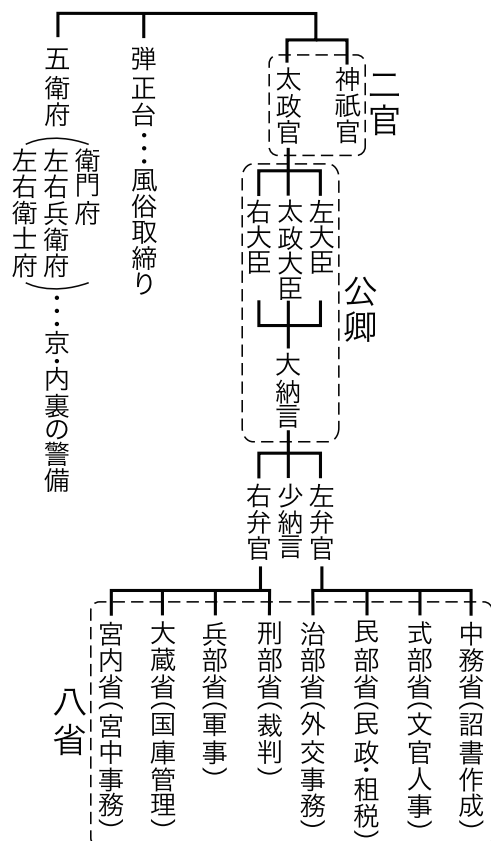 二官
神祇官
太政官
公卿
左大臣
太政大臣
右大臣
大納言
左弁官
少納言
右弁官
八省
中務省(詔書作成)
式部省(文官人事)
民部省(民政・租税)
治部省(外交事務)
刑部省(裁判)
兵部省(軍事)
大蔵省(国庫管理)
宮内省(宮中事務)
弾正台・・・風俗取締り
五衛府
(衛門府
左右兵衛府
左右衛士府)
・・・京・内裏の警備